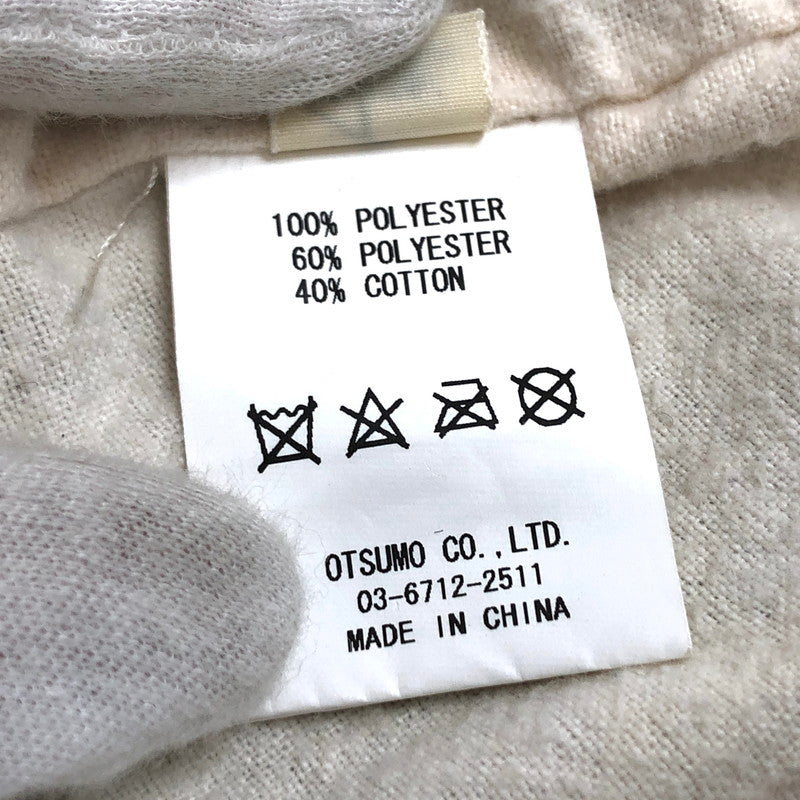 100% POLYESTER
60% POLYESTER
40% COTTON
OTSUMO CO.,LTD.
03-6712-2511
MADE IN CHINA